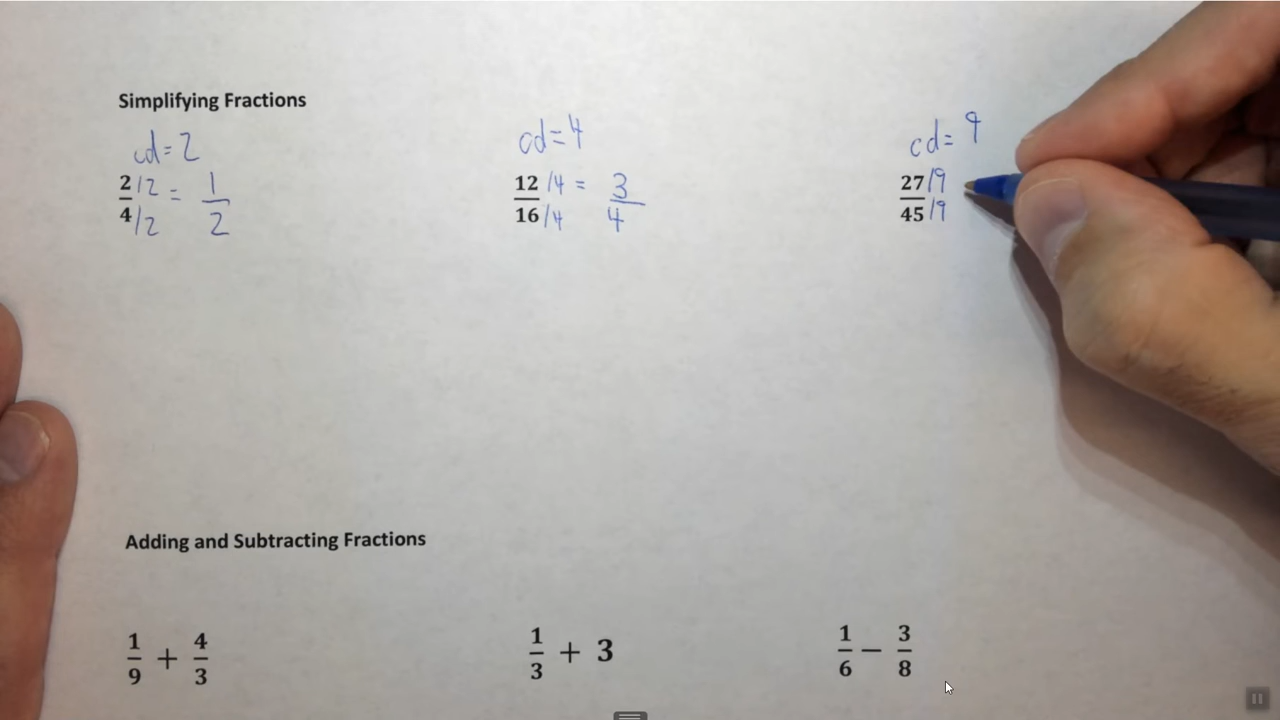 Simplifying Fractions
cd=2
2/2 = 1
4/2 2
cd=4
12/4 = 3
16/4 4
cd=9
27/9
45/9
Adding and Subtracting Fractions
1/9 + 4/3
1/3 + 3
1/6 − 3/8